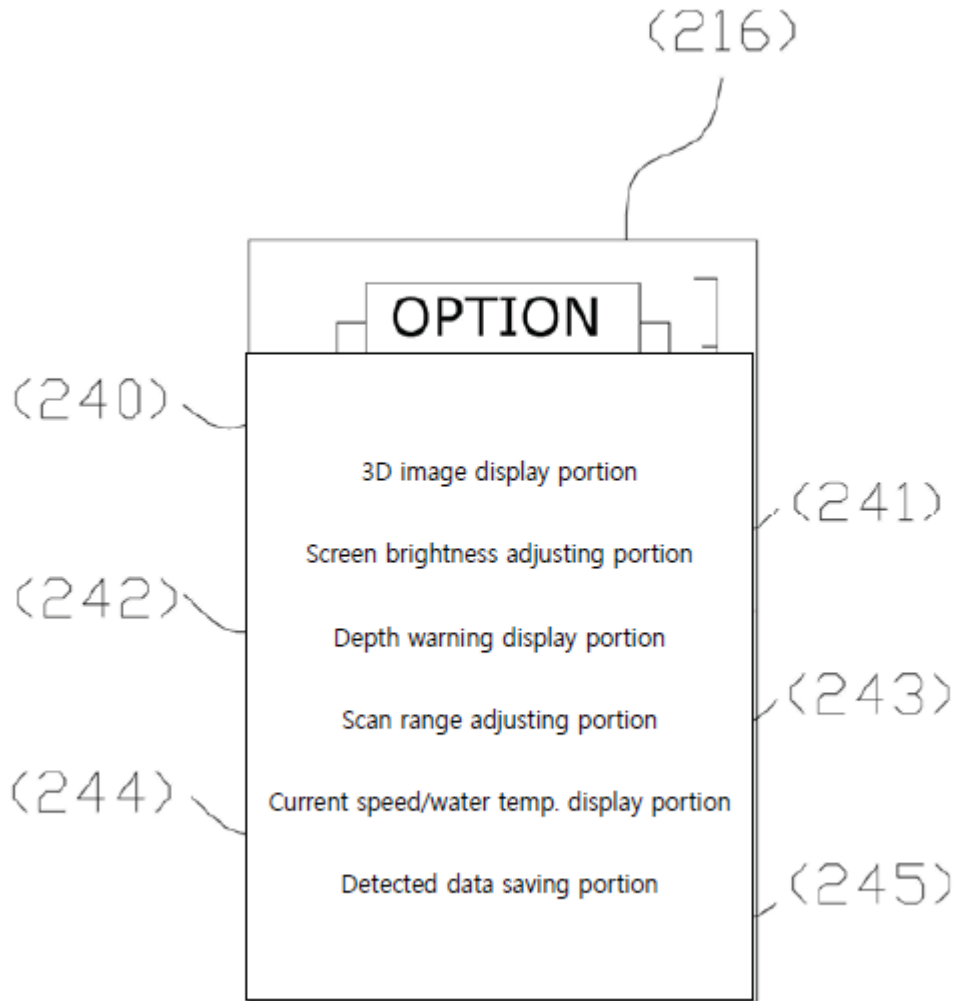 (216)
OPTION
(240)
3D image display portion
(241)
Screen brightness adjusting portion
(242)
Depth warning display portion
(243)
Scan range adjusting portion
(244)
Current speed/water temp. display portion
(245)
Detected data saving portion